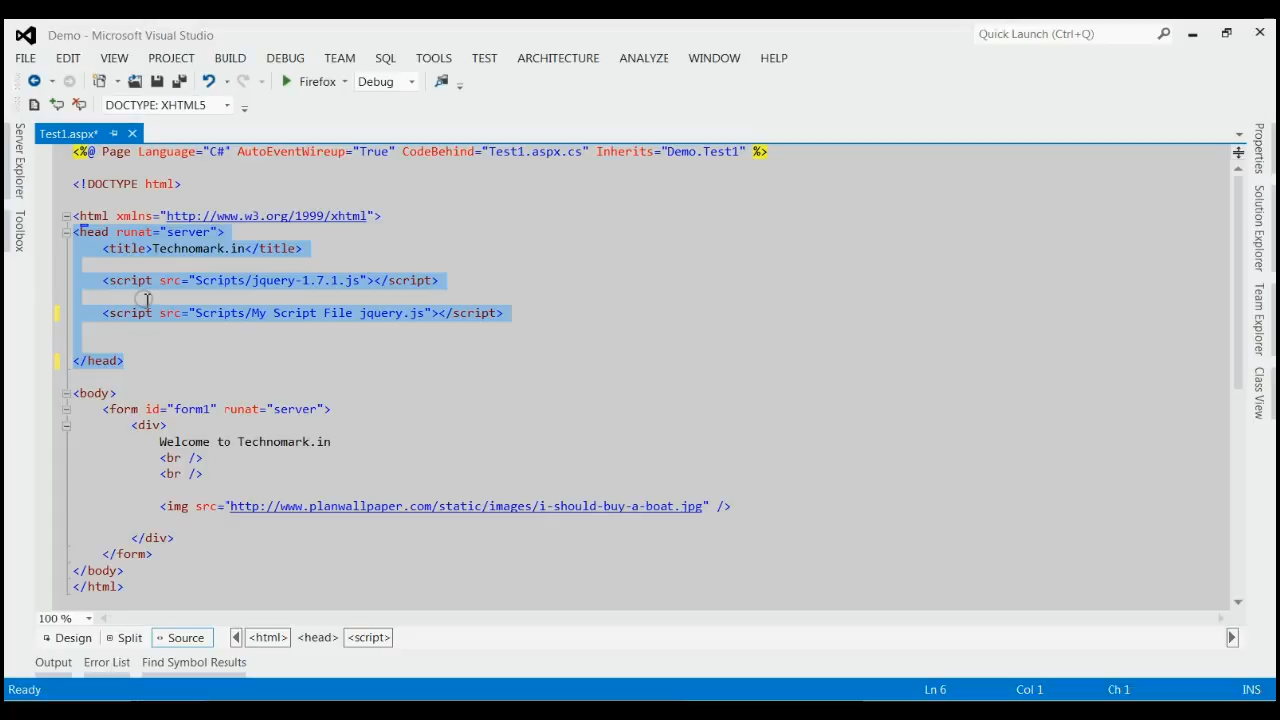 Demo - Microsoft Visual Studio
Quick Launch (Ctrl+Q)
FILE EDIT VIEW PROJECT BUILD DEBUG TEAM SQL TOOLS TEST ARCHITECTURE ANALYZE WINDOW HELP
Firefox Debug
DOCTYPE: XHTML5
Test1.aspx*
Server Explorer
Toolbox
<%@ Page Language="C#" AutoEventWireup="True" CodeBehind="Test1.aspx.cs" Inherits="Demo.Test1" %>
<!DOCTYPE html>
<html xmlns="http://www.w3.org/1999/xhtml">
<head runat="server">
<title>Technomark.in</title>
<script src="Scripts/jquery-1.7.1.js"></script>
<script src="Scripts/My Script File jquery.js"></script>
</head>
<body>
<form id="form1" runat="server">
<div>
Welcome to Technomark.in
<br />
<br />
<img src="http://www.planwallpaper.com/static/images/i-should-buy-a-boat.jpg" />
</div>
</form>
</body>
</html>
Properties
Solution Explorer
Team Explorer
Class View
100 %
Design Split Source <html> <head> <script>
Output Error List Find Symbol Results
Ready Ln 6 Col 1 Ch 1 INS